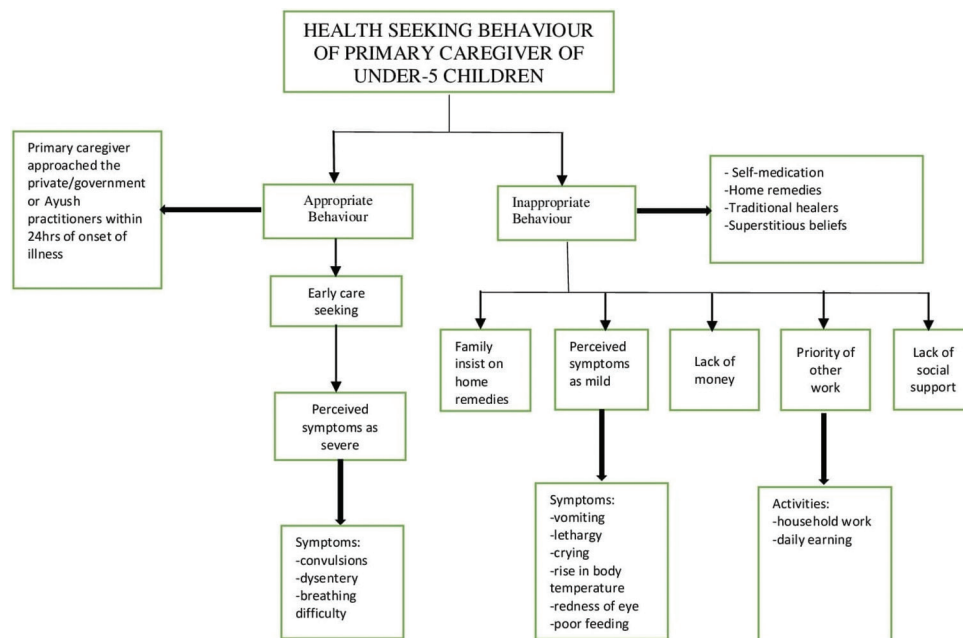 HEALTH SEEKING BEHAVIOUR
OF PRIMARY CAREGIVER OF
UNDER-5 CHILDREN
Primary caregiver
approached the
private/government
or Ayush
practitioners within
24hrs of onset of
illness
Appropriate
Behaviour
Inappropriate
Behaviour
- Self-medication
-Home remedies
-Traditional healers
-Superstitious beliefs
Early care
seeking
Family
insist on
home
remedies
Perceived
symptoms
as mild
Lack of
money
Priority of
other
work
Lack of
social
support
Perceived
symptoms as
severe
Symptoms:
-convulsions
-dysentery
-breathing
difficulty
Symptoms:
-vomiting
-lethargy
-crying
-rise in body
temperature
-redness of eye
-poor feeding
Activities:
-household work
-daily earning